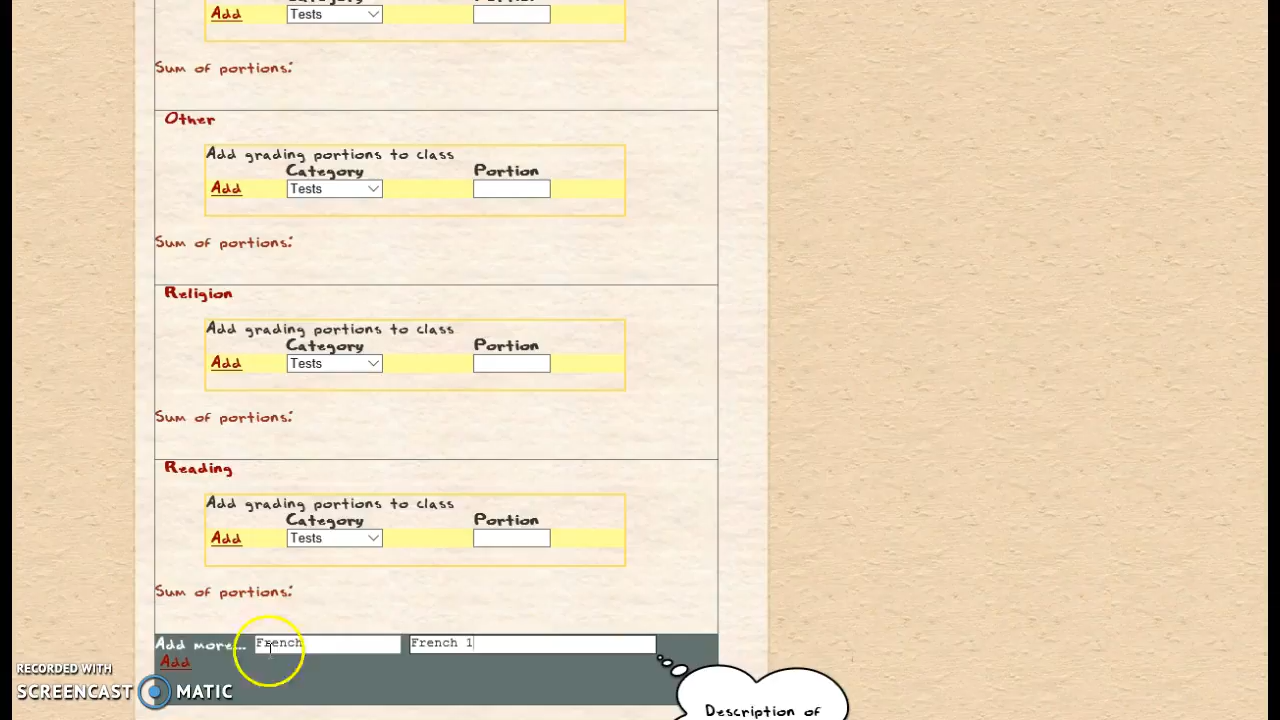 Add Tests
Sum of portions:
Other
Add grading portions to class
Category Portion
Add Tests
Sum of portions:
Religion
Add grading portions to class
Category Portion
Add Tests
Sum of portions:
Reading
Add grading portions to class
Category Portion
Add Tests
Sum of portions:
Add more... French French 1
Add
RECORDED WITH
SCREENCAST MATIC
Description of